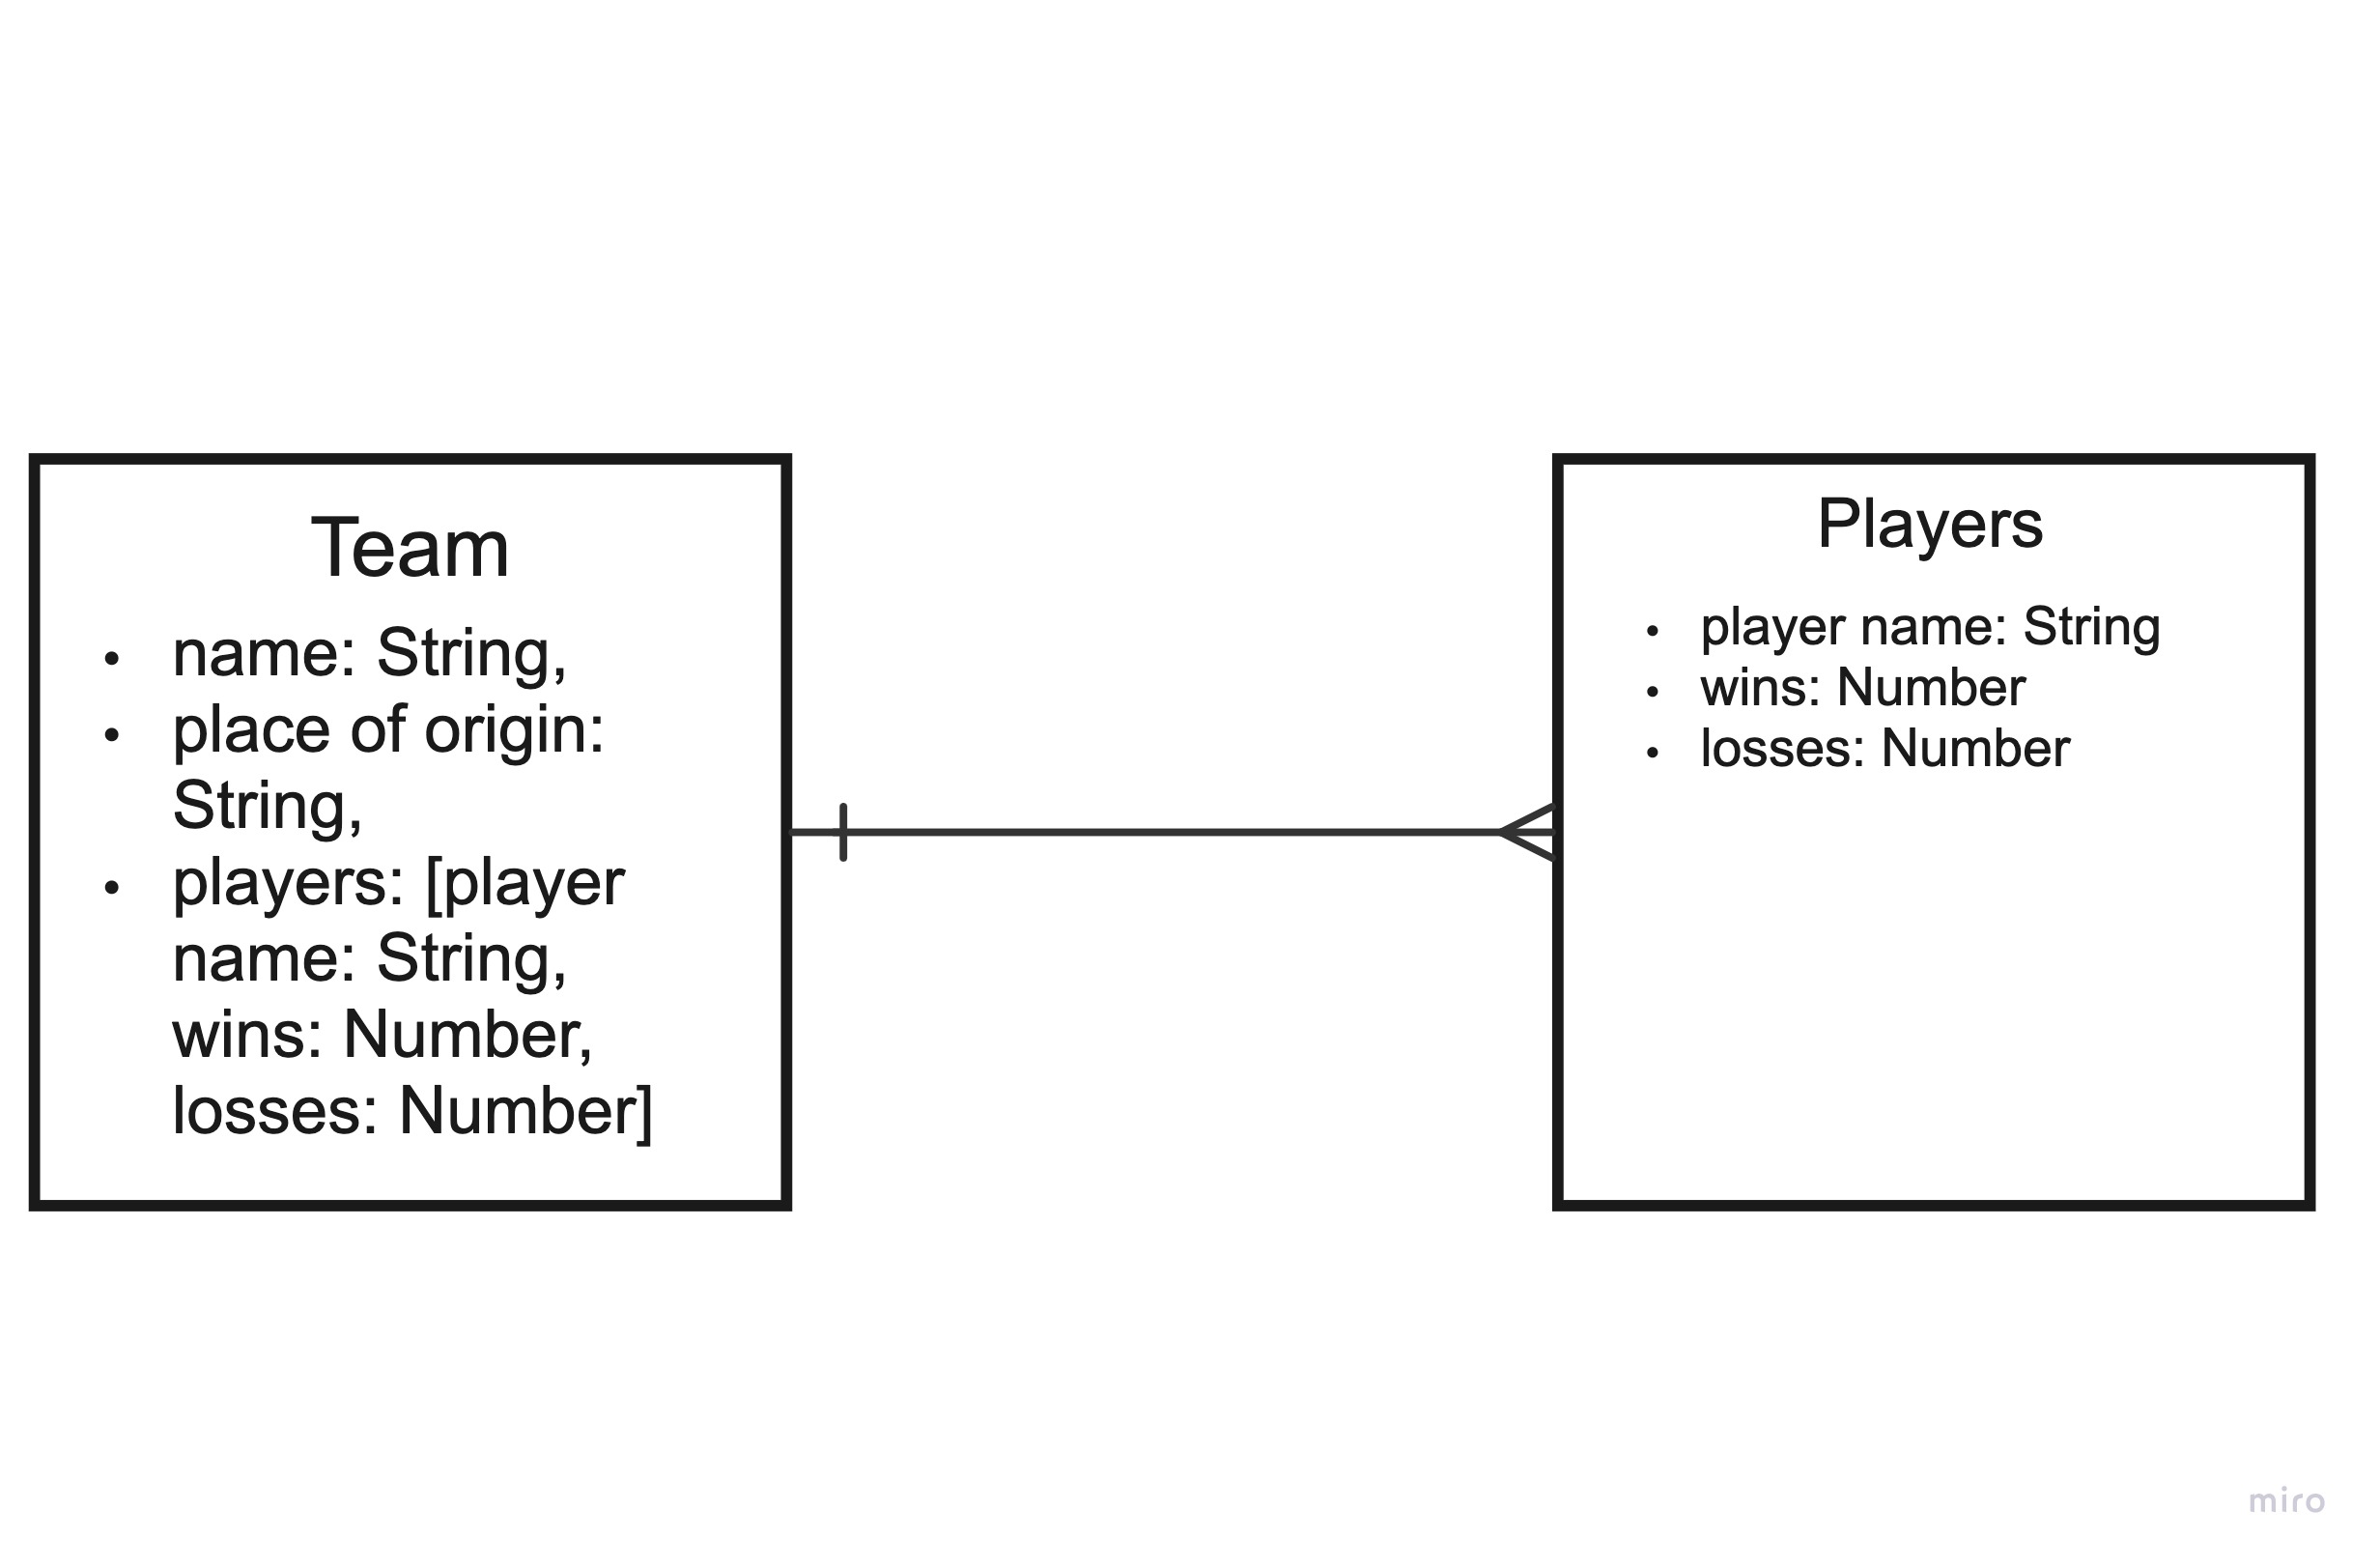 Team
• name: String,
• place of origin:
String,
• players: [player
name: String,
wins: Number,
losses: Number]
Players
• player name: String
• wins: Number
• losses: Number
miro